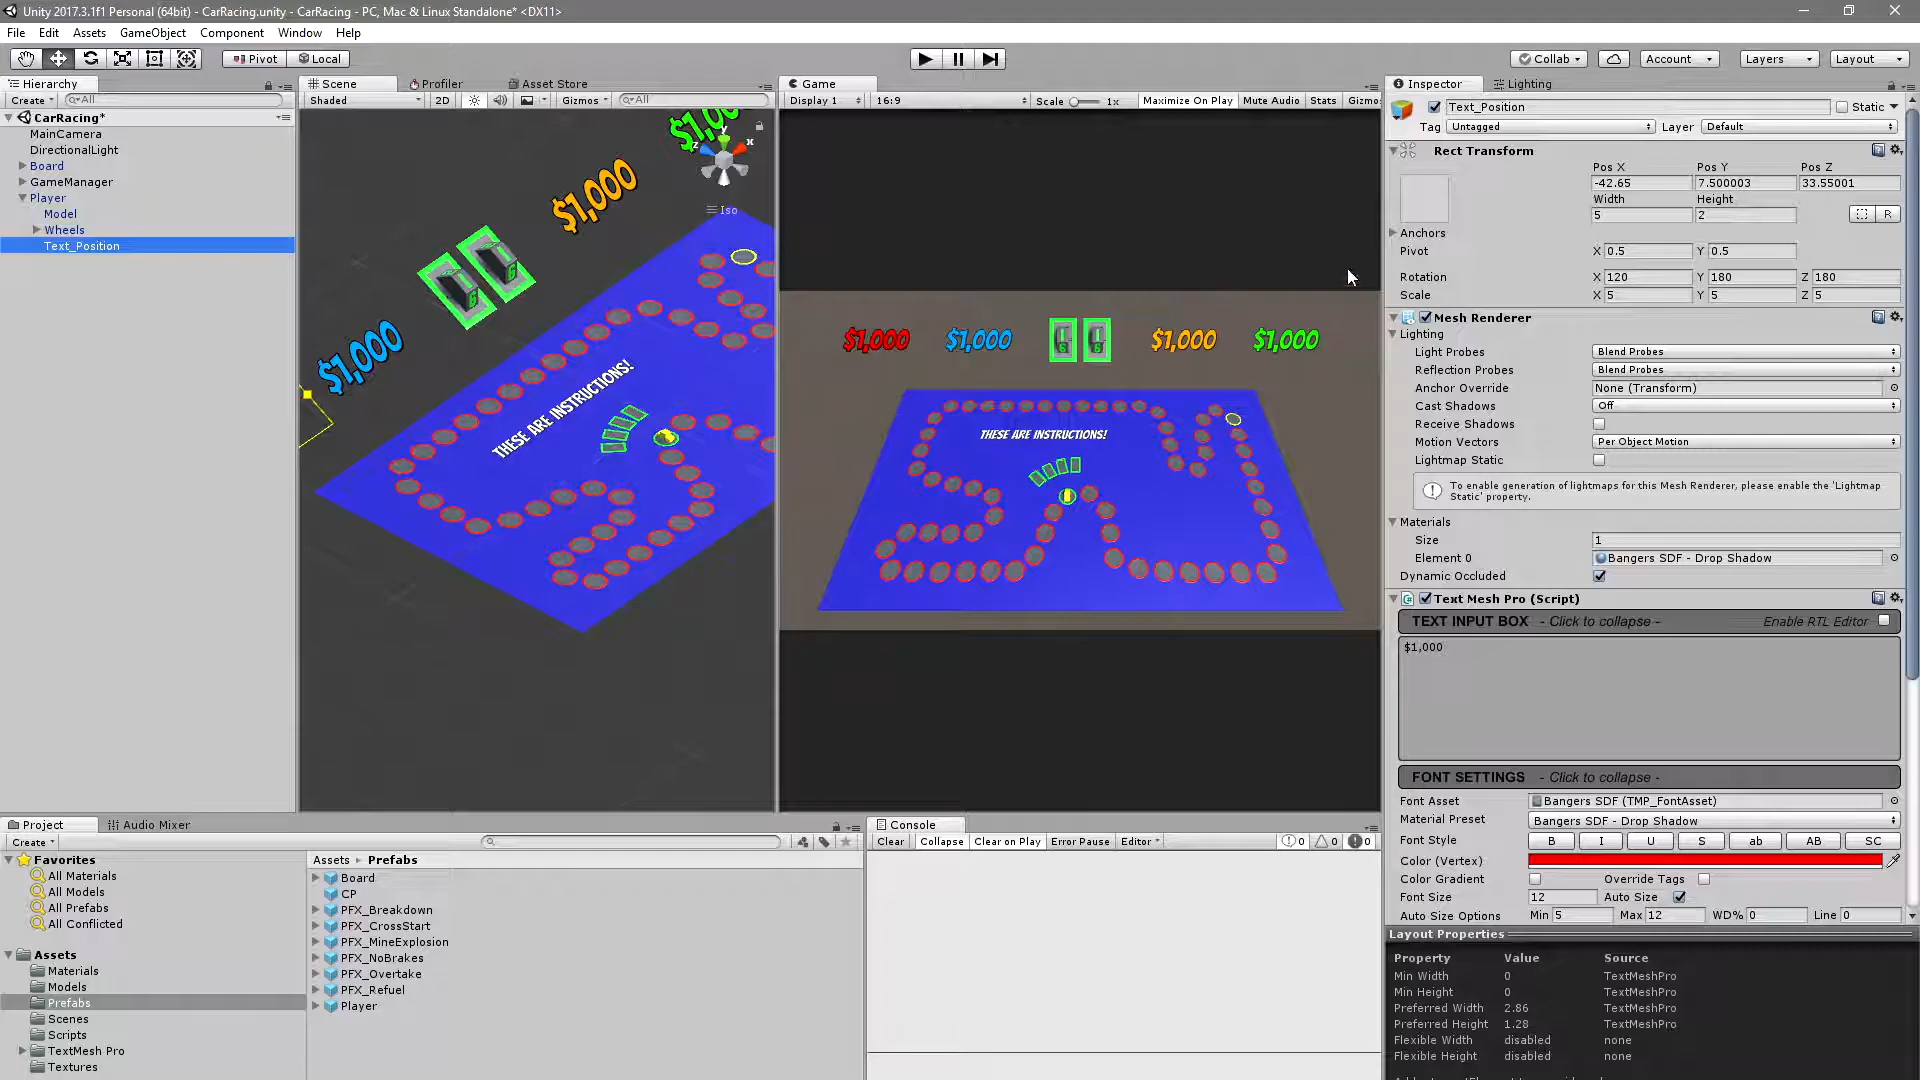 Unity 2017.3.1f1 Personal (64bit) - CarRacing.unity - CarRacing - PC, Mac & Linux Standalone* <DX11>
File Edit Assets GameObject Component Window Help
Pivot Local Collab Account Layers Layout
Hierarchy
Create All
CarRacing*
MainCamera
DirectionalLight
Board
GameManager
Player
Model
Wheels
Text_Position
Scene Profiler Asset Store
Shaded 2D Gizmos All
y
z x
Iso
$1,000
$1,000
THESE ARE INSTRUCTIONS!
Game
Display 1 16:9 Scale 1x Maximize On Play Mute Audio Stats Gizmos
$1,000 $1,000 $1,000 $1,000
THESE ARE INSTRUCTIONS!
Inspector Lighting
Text_Position Static
Tag Untagged Layer Default
Rect Transform
Pos X Pos Y Pos Z
-42.65 7.500003 33.55001
Width Height
5 2
R
Anchors
Pivot X 0.5 Y 0.5
Rotation X 120 Y 180 Z 180
Scale X 5 Y 5 Z 5
Mesh Renderer
Lighting
Light Probes Blend Probes
Reflection Probes Blend Probes
Anchor Override None (Transform)
Cast Shadows Off
Receive Shadows
Motion Vectors Per Object Motion
Lightmap Static
To enable generation of lightmaps for this Mesh Renderer, please enable the 'Lightmap
Static' property.
Materials
Size 1
Element 0 Bangers SDF - Drop Shadow
Dynamic Occluded
Text Mesh Pro (Script)
TEXT INPUT BOX - Click to collapse - Enable RTL Editor
$1,000
FONT SETTINGS - Click to collapse -
Font Asset Bangers SDF (TMP_FontAsset)
Material Preset Bangers SDF - Drop Shadow
Font Style B I U S ab AB SC
Color (Vertex)
Color Gradient Override Tags
Font Size 12 Auto Size
Auto Size Options Min 5 Max 12 WD% 0 Line 0
Layout Properties
Property Value Source
Min Width 0 TextMeshPro
Min Height 0 TextMeshPro
Preferred Width 2.86 TextMeshPro
Preferred Height 1.28 TextMeshPro
Flexible Width disabled none
Flexible Height disabled none
Project Audio Mixer
Create
Favorites
All Materials
All Models
All Prefabs
All Conflicted
Assets
Materials
Models
Prefabs
Scenes
Scripts
TextMesh Pro
Textures
Assets Prefabs
Board
CP
PFX_Breakdown
PFX_CrossStart
PFX_MineExplosion
PFX_NoBrakes
PFX_Overtake
PFX_Refuel
Player
Console
Clear Collapse Clear on Play Error Pause Editor 0 0 0